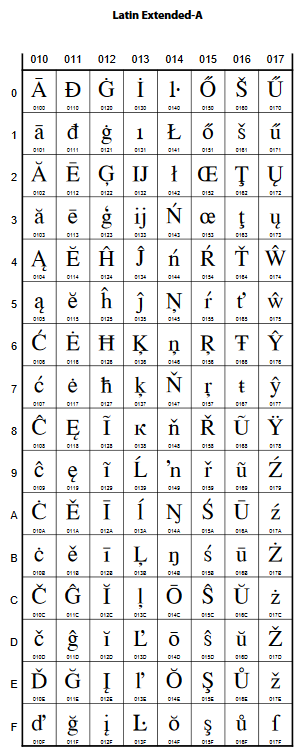 Latin Extended-A
010 011 012 013 014 015 016 017
0 Ā Đ Ġ İ ŀ Ő Š Ű
0100 0110 0120 0130 0140 0150 0160 0170
1 ā đ ġ ı Ł ő š ű
0101 0111 0121 0131 0141 0151 0161 0171
2 Ă Ē Ģ IJ ł Œ Ţ Ų
0102 0112 0122 0132 0142 0152 0162 0172
3 ă ē ģ ij Ń œ ţ ų
0103 0113 0123 0133 0143 0153 0163 0173
4 Ą Ĕ Ĥ Ĵ ń Ŕ Ť Ŵ
0104 0114 0124 0134 0144 0154 0164 0174
5 ą ĕ ĥ ĵ Ņ ŕ ť ŵ
0105 0115 0125 0135 0145 0155 0165 0175
6 Ć Ė Ħ Ķ ņ Ŗ Ŧ Ŷ
0106 0116 0126 0136 0146 0156 0166 0176
7 ć ė ħ ķ Ň ŗ ŧ ŷ
0107 0117 0127 0137 0147 0157 0167 0177
8 Ĉ Ę Ĩ ĸ ň Ř Ũ Ÿ
0108 0118 0128 0138 0148 0158 0168 0178
9 ĉ ę ĩ Ĺ ŉ ř ũ Ź
0109 0119 0129 0139 0149 0159 0169 0179
A Ċ Ě Ī ĺ Ŋ Ś Ū ź
010A 011A 012A 013A 014A 015A 016A 017A
B ċ ě ī Ļ ŋ ś ū Ż
010B 011B 012B 013B 014B 015B 016B 017B
C Č Ĝ Ĭ ļ Ō Ŝ Ŭ ż
010C 011C 012C 013C 014C 015C 016C 017C
D č ĝ ĭ Ľ ō ŝ ŭ Ž
010D 011D 012D 013D 014D 015D 016D 017D
E Ď Ğ Į ľ Ŏ Ş Ů ž
010E 011E 012E 013E 014E 015E 016E 017E
F ď ğ į Ŀ ŏ ş ů ſ
010F 011F 012F 013F 014F 015F 016F 017F